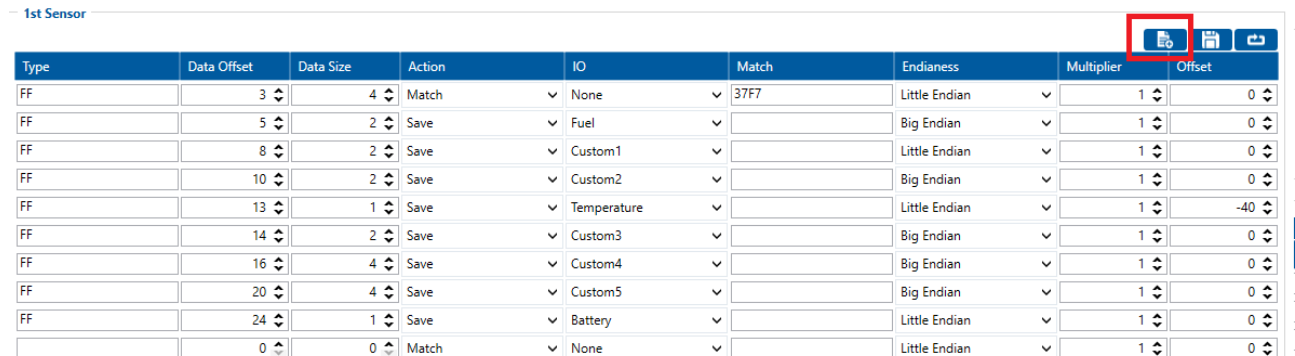 1st Sensor
Type Data Offset Data Size Action IO Match Endianess Multiplier Offset
FF 3 4 Match None 37F7 Little Endian 1 0
FF 5 2 Save Fuel Big Endian 1 0
FF 8 2 Save Custom1 Little Endian 1 0
FF 10 2 Save Custom2 Big Endian 1 0
FF 13 1 Save Temperature Little Endian 1 -40
FF 14 2 Save Custom3 Big Endian 1 0
FF 16 4 Save Custom4 Big Endian 1 0
FF 20 4 Save Custom5 Big Endian 1 0
FF 24 1 Save Battery Little Endian 1 0
0 0 Match None Little Endian 1 0